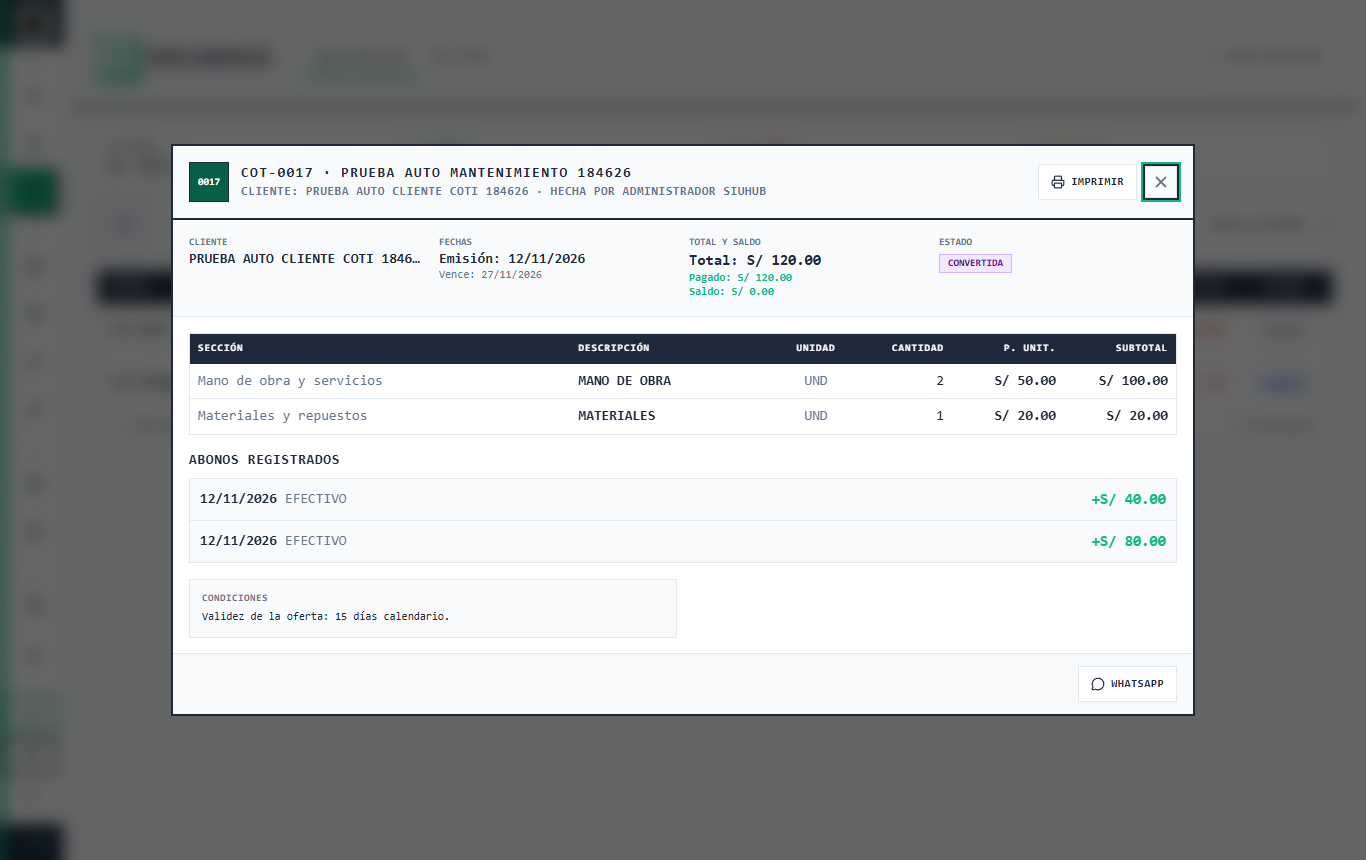 0017
COT-0017 · PRUEBA AUTO MANTENIMIENTO 184626
CLIENTE: PRUEBA AUTO CLIENTE COTI 184626 · HECHA POR ADMINISTRADOR SIUHUB
IMPRIMIR
CLIENTE
PRUEBA AUTO CLIENTE COTI 1846…
FECHAS
Emisión: 12/11/2026
Vence: 27/11/2026
TOTAL Y SALDO
Total: S/ 120.00
Pagado: S/ 120.00
Saldo: S/ 0.00
ESTADO
CONVERTIDA
SECCIÓN DESCRIPCIÓN UNIDAD CANTIDAD P. UNIT. SUBTOTAL
Mano de obra y servicios MANO DE OBRA UND 2 S/ 50.00 S/ 100.00
Materiales y repuestos MATERIALES UND 1 S/ 20.00 S/ 20.00
ABONOS REGISTRADOS
12/11/2026 EFECTIVO +S/ 40.00
12/11/2026 EFECTIVO +S/ 80.00
CONDICIONES
Validez de la oferta: 15 días calendario.
WHATSAPP